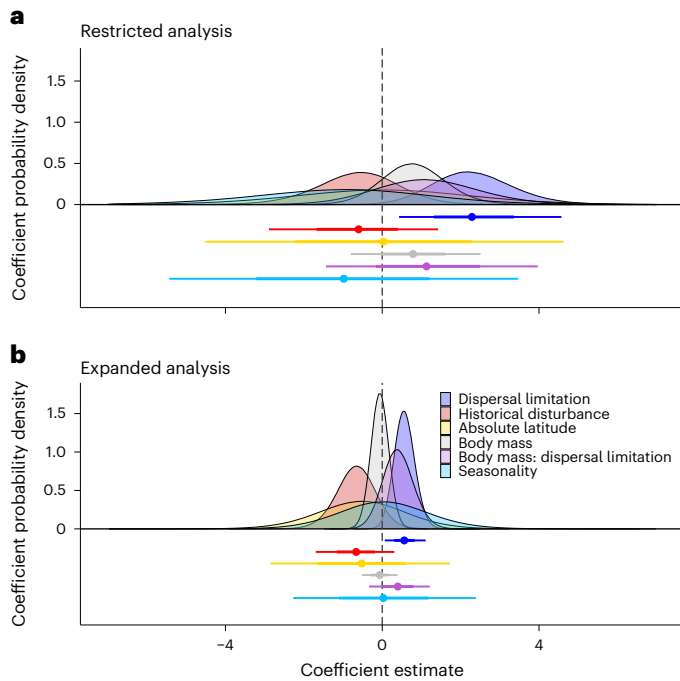 a
Restricted analysis
Coefficient probability density
1.5
1.0
0.5
0
b
Expanded analysis
Coefficient probability density
1.5
1.0
0.5
0
Dispersal limitation
Historical disturbance
Absolute latitude
Body mass
Body mass: dispersal limitation
Seasonality
−4
0
4
Coefficient estimate